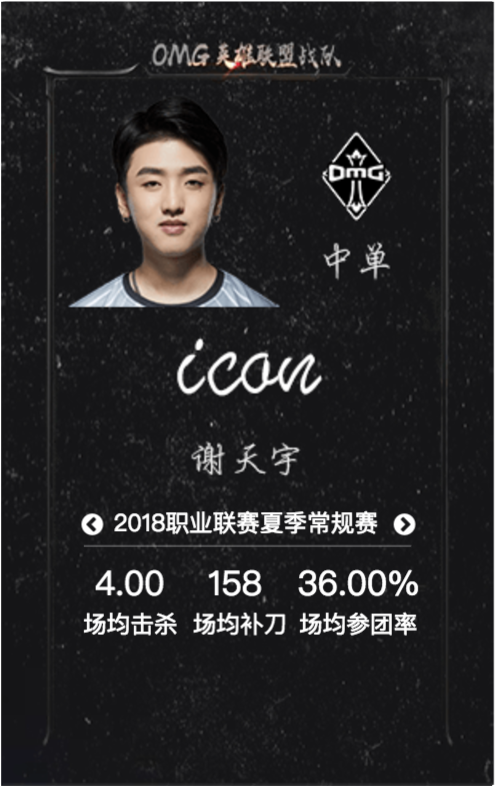 OMG英雄联盟战队
OMG
中单
icon
谢天宇
2018职业联赛夏季常规赛
4.00 158 36.00%
场均击杀 场均补刀 场均参团率